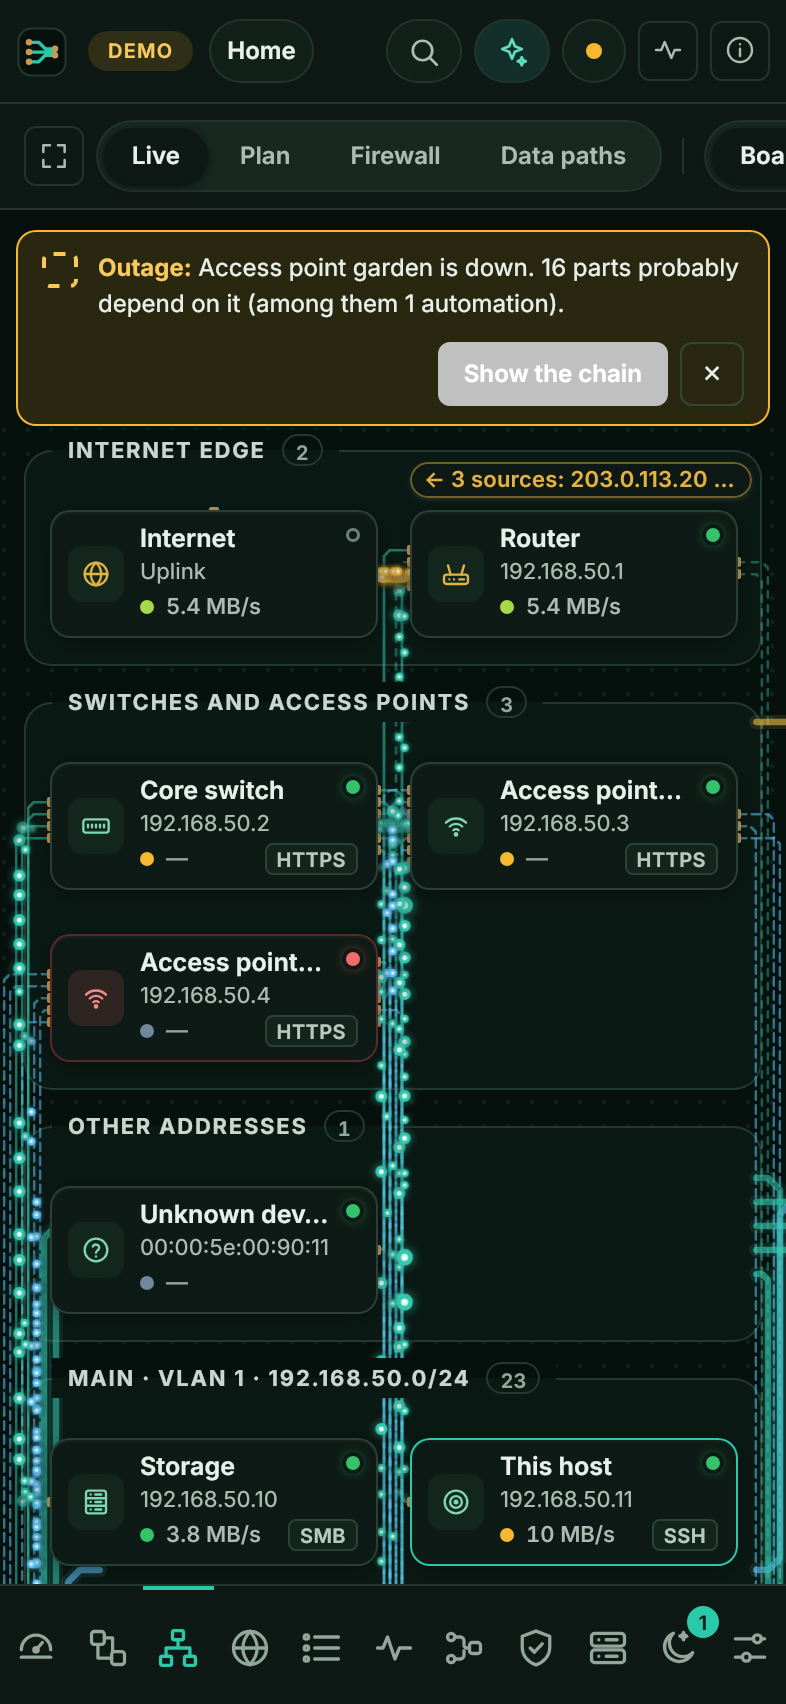 DEMO
Home
Live
Plan
Firewall
Data paths
Boa
Outage: Access point garden is down. 16 parts probably
depend on it (among them 1 automation).
Show the chain
INTERNET EDGE 2
← 3 sources: 203.0.113.20 ...
Internet
Uplink
5.4 MB/s
Router
192.168.50.1
5.4 MB/s
SWITCHES AND ACCESS POINTS 3
Core switch
192.168.50.2
— HTTPS
Access point...
192.168.50.3
— HTTPS
Access point...
192.168.50.4
— HTTPS
OTHER ADDRESSES 1
Unknown dev...
00:00:5e:00:90:11
—
MAIN · VLAN 1 · 192.168.50.0/24 23
Storage
192.168.50.10
3.8 MB/s SMB
This host
192.168.50.11
10 MB/s SSH
1